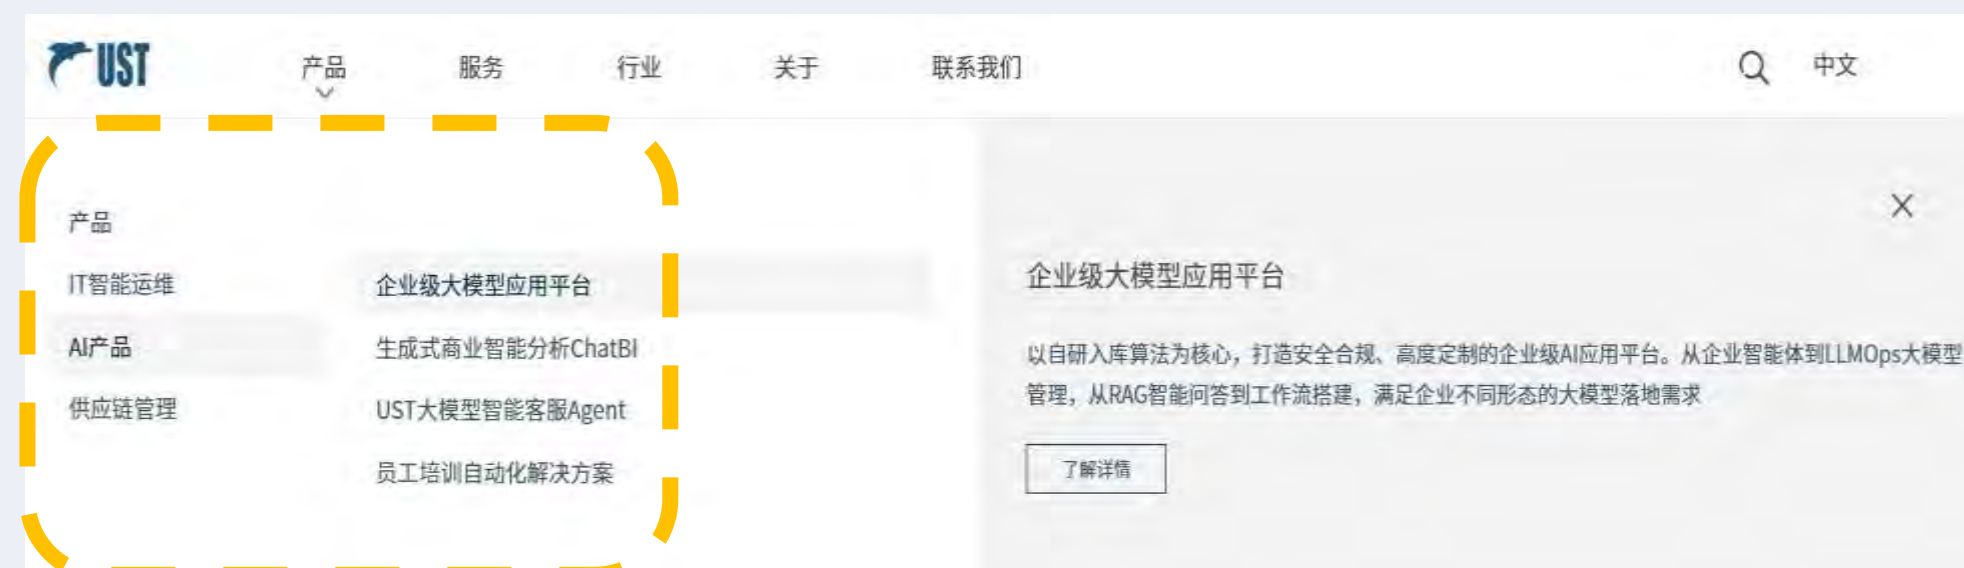 UST
产品
服务
行业
关于
联系我们
中文
产品
IT智能运维
AI产品
供应链管理
企业级大模型应用平台
生成式商业智能分析ChatBI
UST大模型智能客服Agent
员工培训自动化解决方案
企业级大模型应用平台
以自研入库算法为核心，打造安全合规、高度定制的企业级AI应用平台。从企业智能体到LLMOps大模型
管理，从RAG智能问答到工作流搭建，满足企业不同形态的大模型落地需求
了解详情